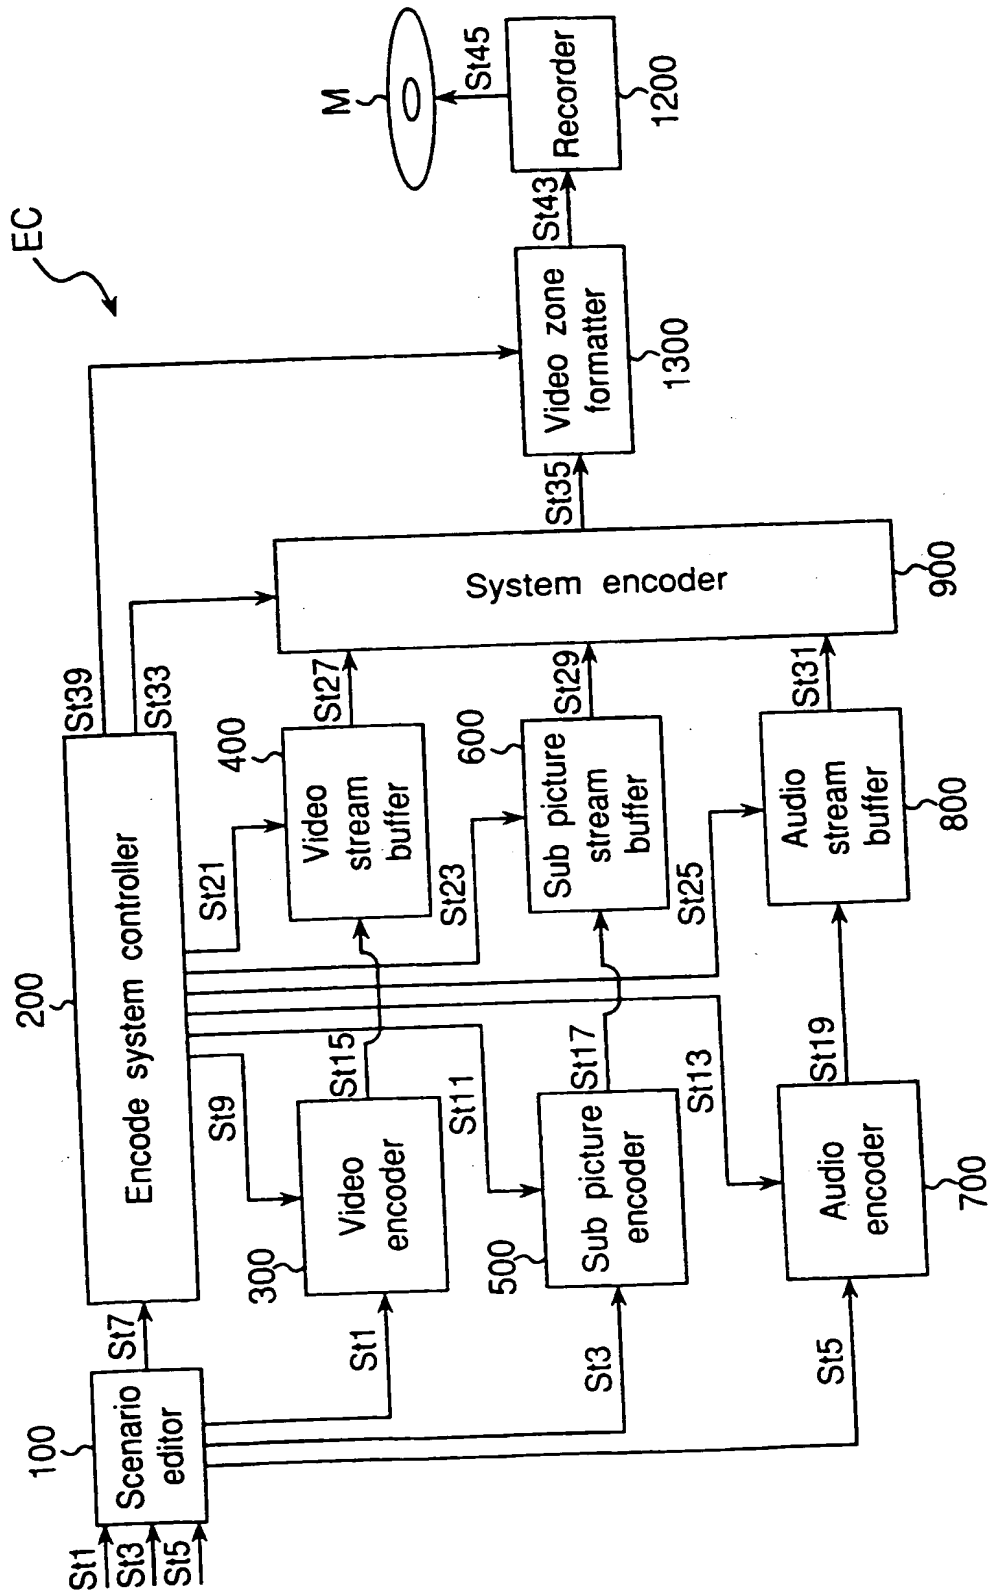 EC
St1
St3
St5
100
Scenario
editor
St7
200
Encode system controller
St39
St33
St9
St21
St11
St23
St13
St25
St1
300
Video
encoder
St15
400
Video
stream
buffer
St27
St3
500
Sub picture
encoder
St17
600
Sub picture
stream
buffer
St29
St5
Audio
encoder
700
St19
Audio
stream
buffer
800
St31
System encoder
900
St35
Video zone
formatter
1300
St43
Recorder
1200
St45
M